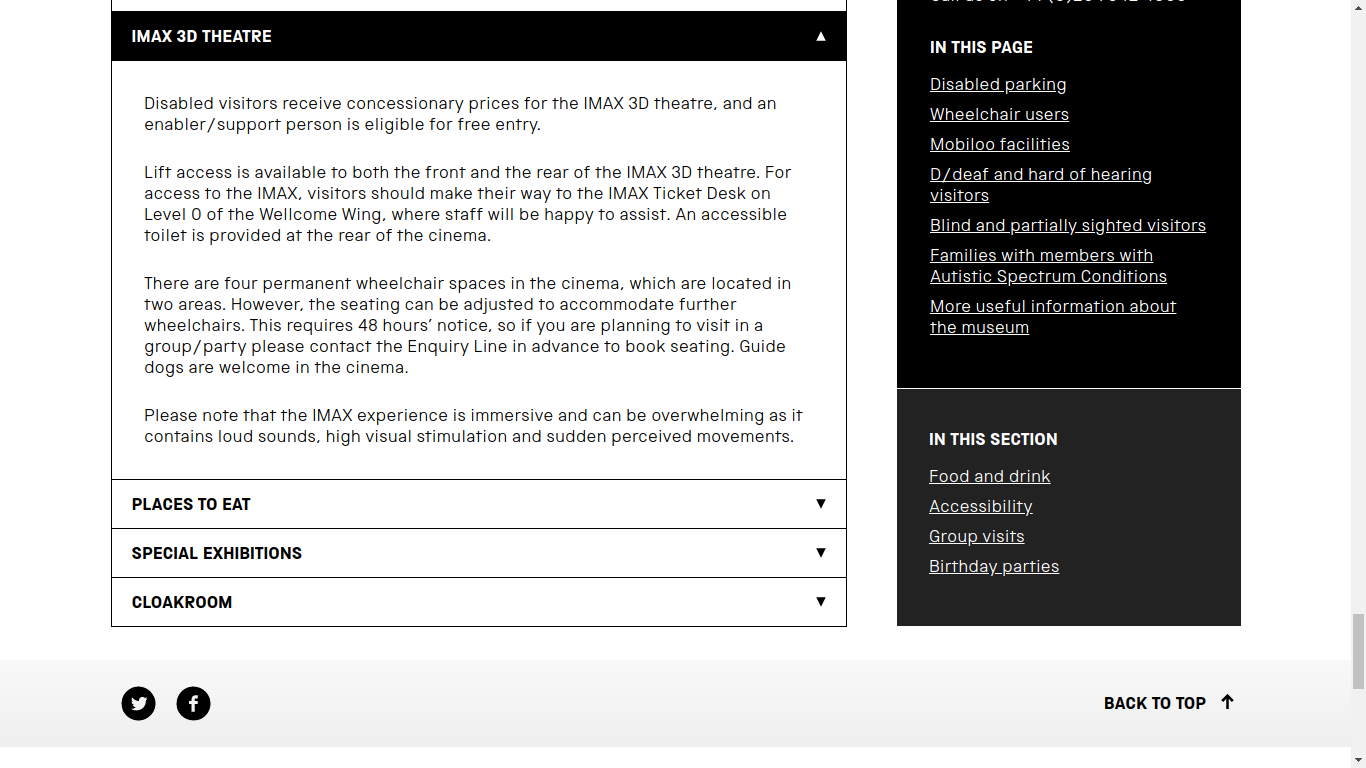 IMAX 3D THEATRE ▲
Disabled visitors receive concessionary prices for the IMAX 3D theatre, and an
enabler/support person is eligible for free entry.
Lift access is available to both the front and the rear of the IMAX 3D theatre. For
access to the IMAX, visitors should make their way to the IMAX Ticket Desk on
Level 0 of the Wellcome Wing, where staff will be happy to assist. An accessible
toilet is provided at the rear of the cinema.
There are four permanent wheelchair spaces in the cinema, which are located in
two areas. However, the seating can be adjusted to accommodate further
wheelchairs. This requires 48 hours’ notice, so if you are planning to visit in a
group/party please contact the Enquiry Line in advance to book seating. Guide
dogs are welcome in the cinema.
Please note that the IMAX experience is immersive and can be overwhelming as it
contains loud sounds, high visual stimulation and sudden perceived movements.
PLACES TO EAT ▼
SPECIAL EXHIBITIONS ▼
CLOAKROOM ▼
IN THIS PAGE
Disabled parking
Wheelchair users
Mobiloo facilities
D/deaf and hard of hearing
visitors
Blind and partially sighted visitors
Families with members with
Autistic Spectrum Conditions
More useful information about
the museum
IN THIS SECTION
Food and drink
Accessibility
Group visits
Birthday parties
BACK TO TOP ↑